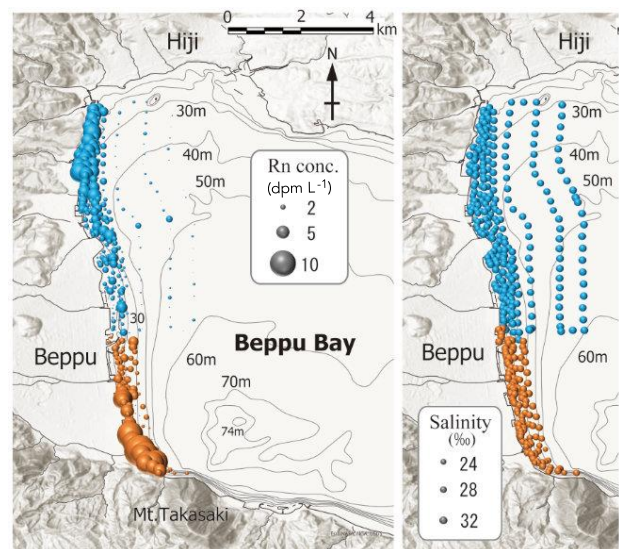 0 2 4
km
Hiji
N
30m
40m
50m
Rn conc.
(dpm L⁻¹)
2
5
10
30
Beppu
Beppu Bay
60m
70m
74m
Mt.Takasaki
Hiji
30m
40m
50m
Beppu
60m
Salinity
(‰)
24
28
32